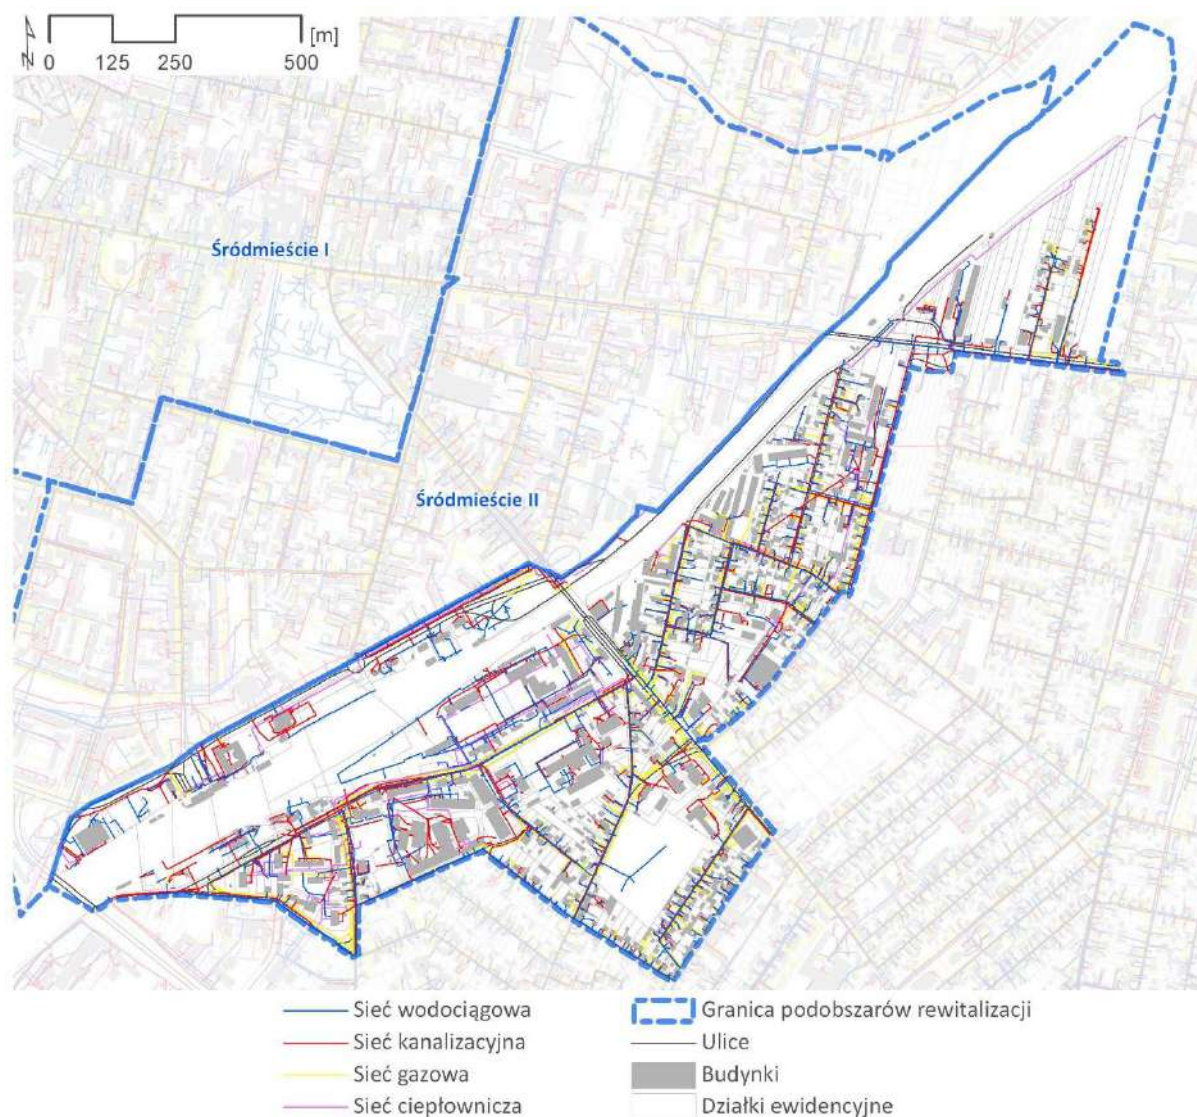 N
[m]
0 125 250 500
Śródmieście I
Śródmieście II
Sieć wodociągowa
Sieć kanalizacyjna
Sieć gazowa
Sieć ciepłownicza
Granica podobszarów rewitalizacji
Ulice
Budynki
Działki ewidencyjne